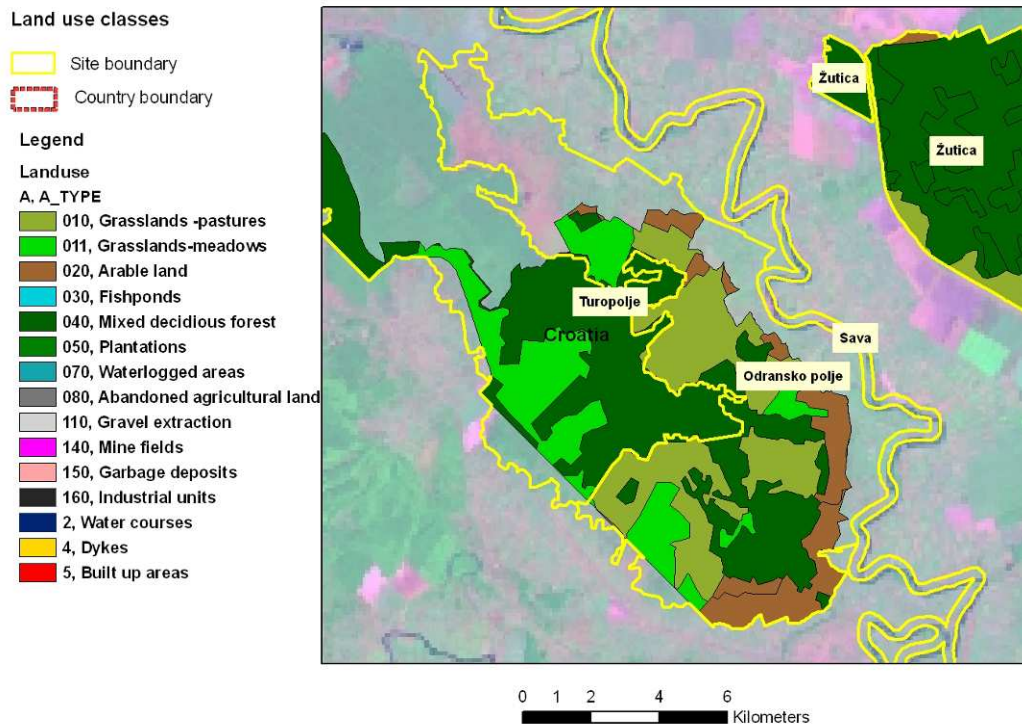 Land use classes
Site boundary
Country boundary
Legend
Landuse
A, A_TYPE
010, Grasslands -pastures
011, Grasslands-meadows
020, Arable land
030, Fishponds
040, Mixed decidious forest
050, Plantations
070, Waterlogged areas
080, Abandoned agricultural land
110, Gravel extraction
140, Mine fields
150, Garbage deposits
160, Industrial units
2, Water courses
4, Dykes
5, Built up areas
Žutica
Žutica
Turopolje
Croatia
Sava
Odransko polje
0 1 2 4 6
Kilometers